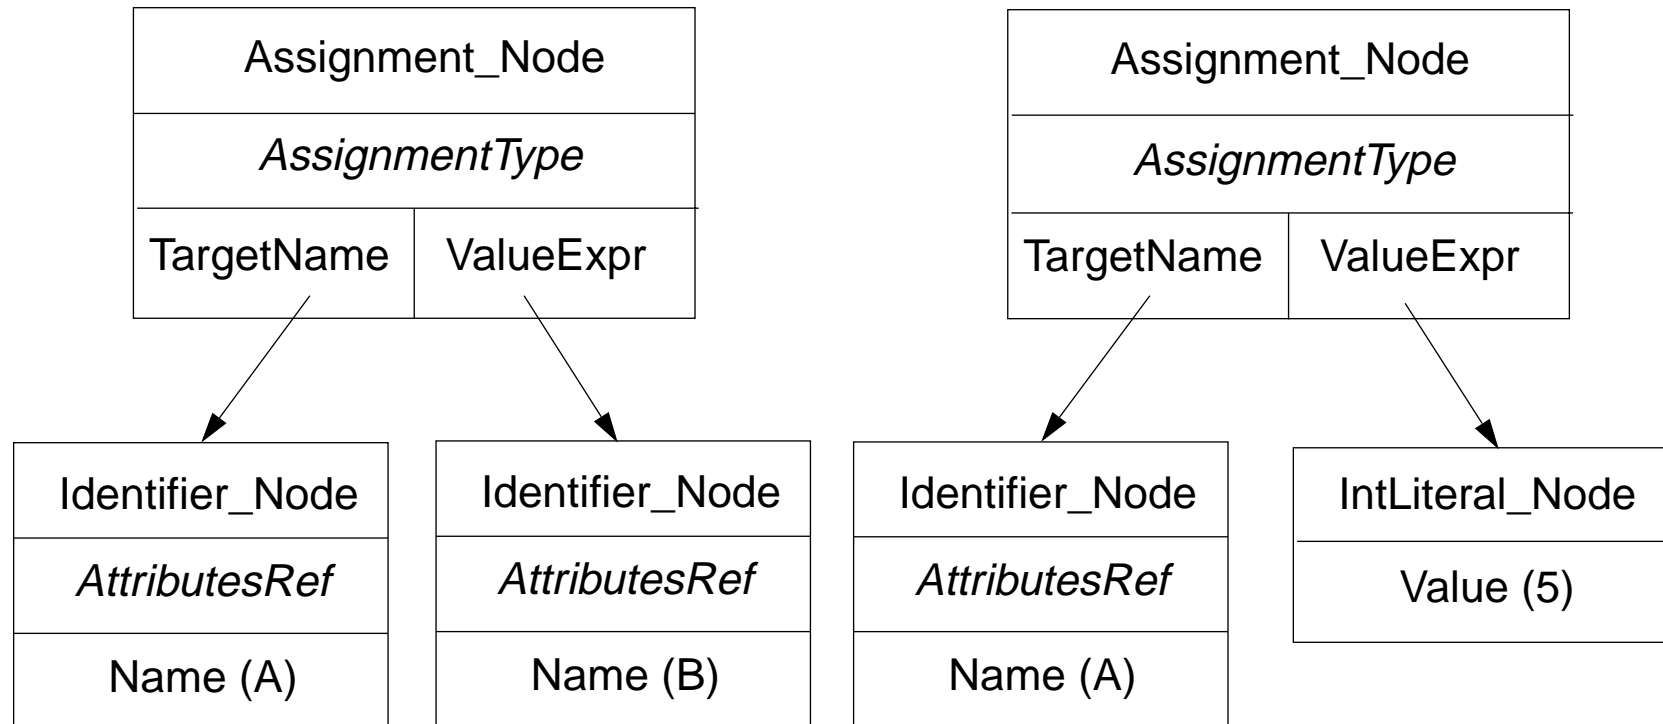 Assignment_Node
AssignmentType
TargetName
ValueExpr
Identifier_Node
AttributesRef
Name (A)
Identifier_Node
AttributesRef
Name (B)
Assignment_Node
AssignmentType
TargetName
ValueExpr
Identifier_Node
AttributesRef
Name (A)
IntLiteral_Node
Value (5)